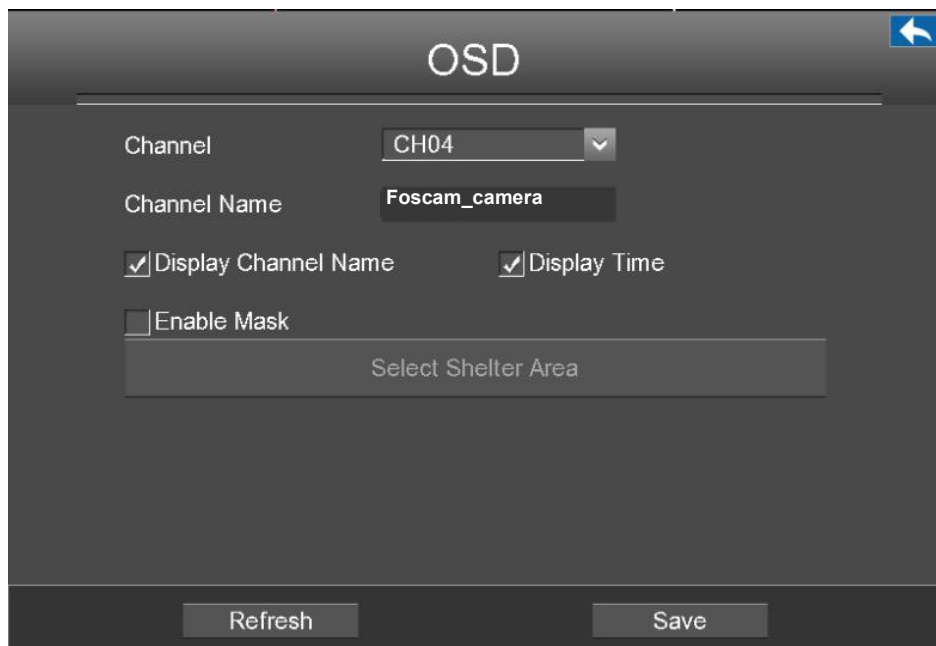 OSD
Channel CH04
Channel Name Foscam_camera
Display Channel Name Display Time
Enable Mask
Select Shelter Area
Refresh Save